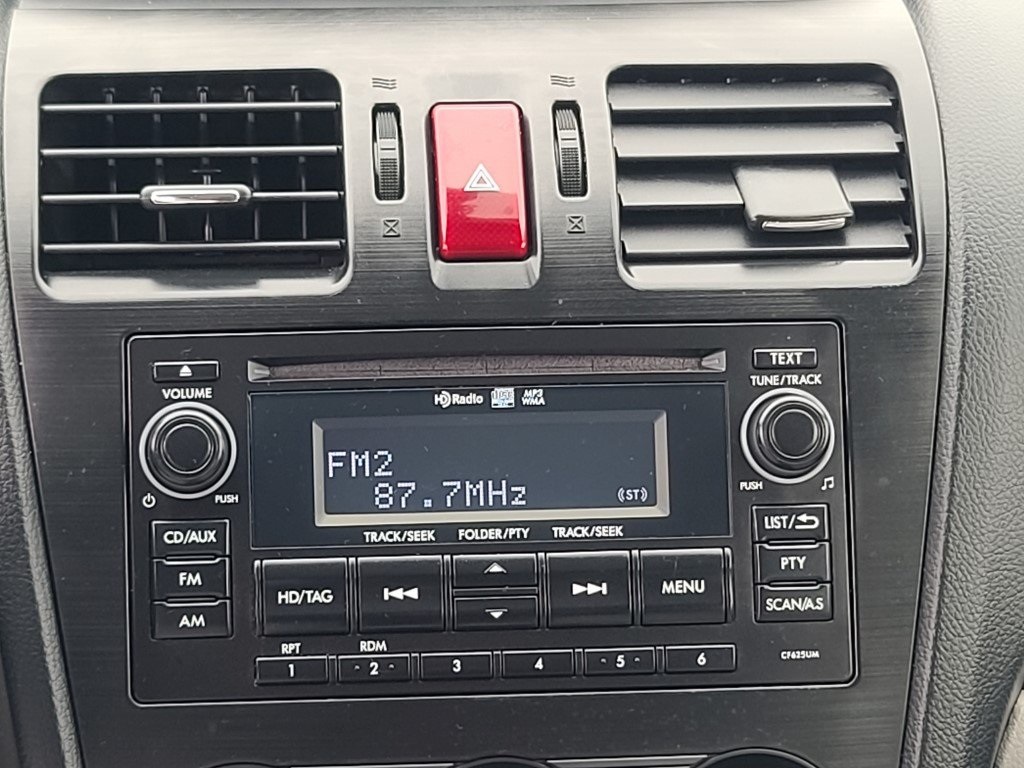 TEXT
VOLUME
TUNE/TRACK
HD Radio MP3
WMA
FM2
87.7MHz (ST)
PUSH
PUSH
TRACK/SEEK FOLDER/PTY TRACK/SEEK
CD/AUX
LIST/
FM
HD/TAG
MENU
PTY
AM
SCAN/A.S
RPT RDM
1 2 3 4 5 6
CF625UM